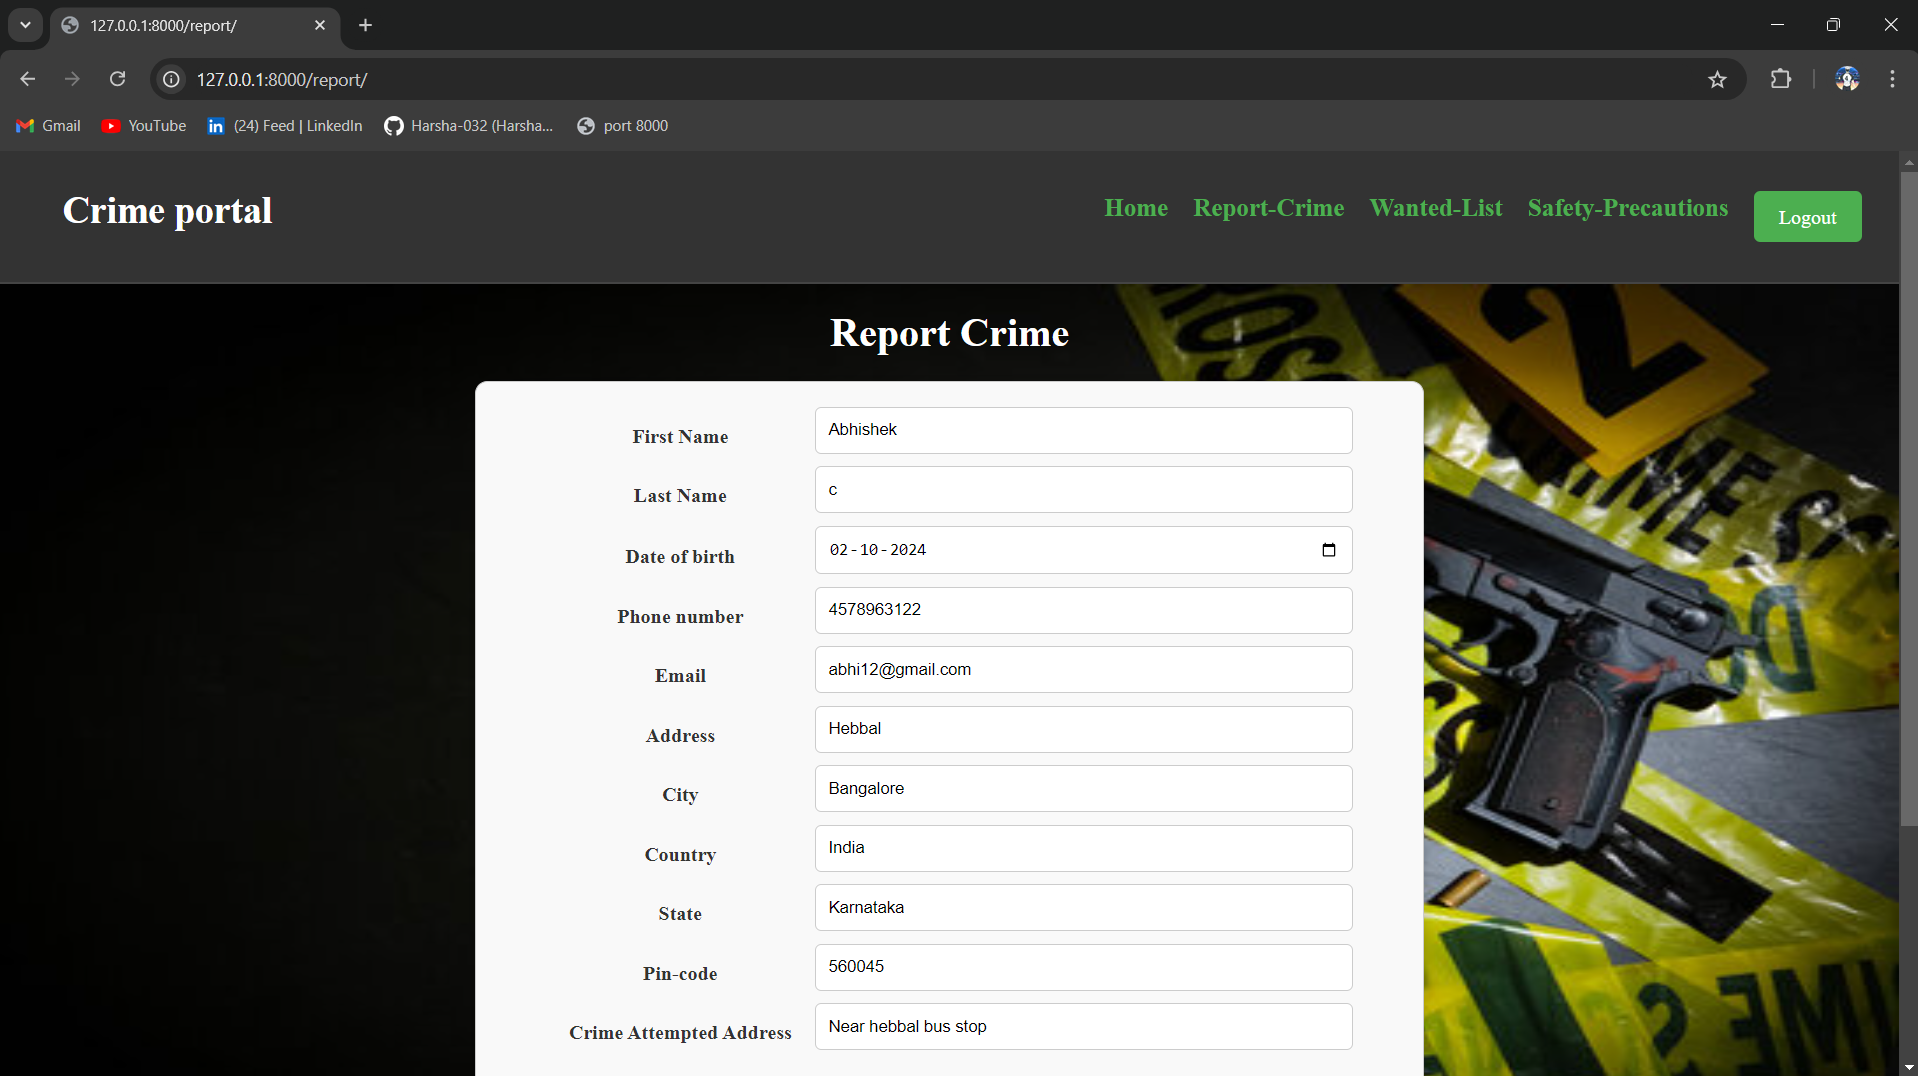 127.0.0.1:8000/report/
127.0.0.1:8000/report/
Gmail YouTube (24) Feed | LinkedIn Harsha-032 (Harsha... port 8000
Crime portal
Home Report-Crime Wanted-List Safety-Precautions Logout
Report Crime
First Name Abhishek
Last Name c
Date of birth 02-10-2024
Phone number 4578963122
Email abhi12@gmail.com
Address Hebbal
City Bangalore
Country India
State Karnataka
Pin-code 560045
Crime Attempted Address Near hebbal bus stop
2